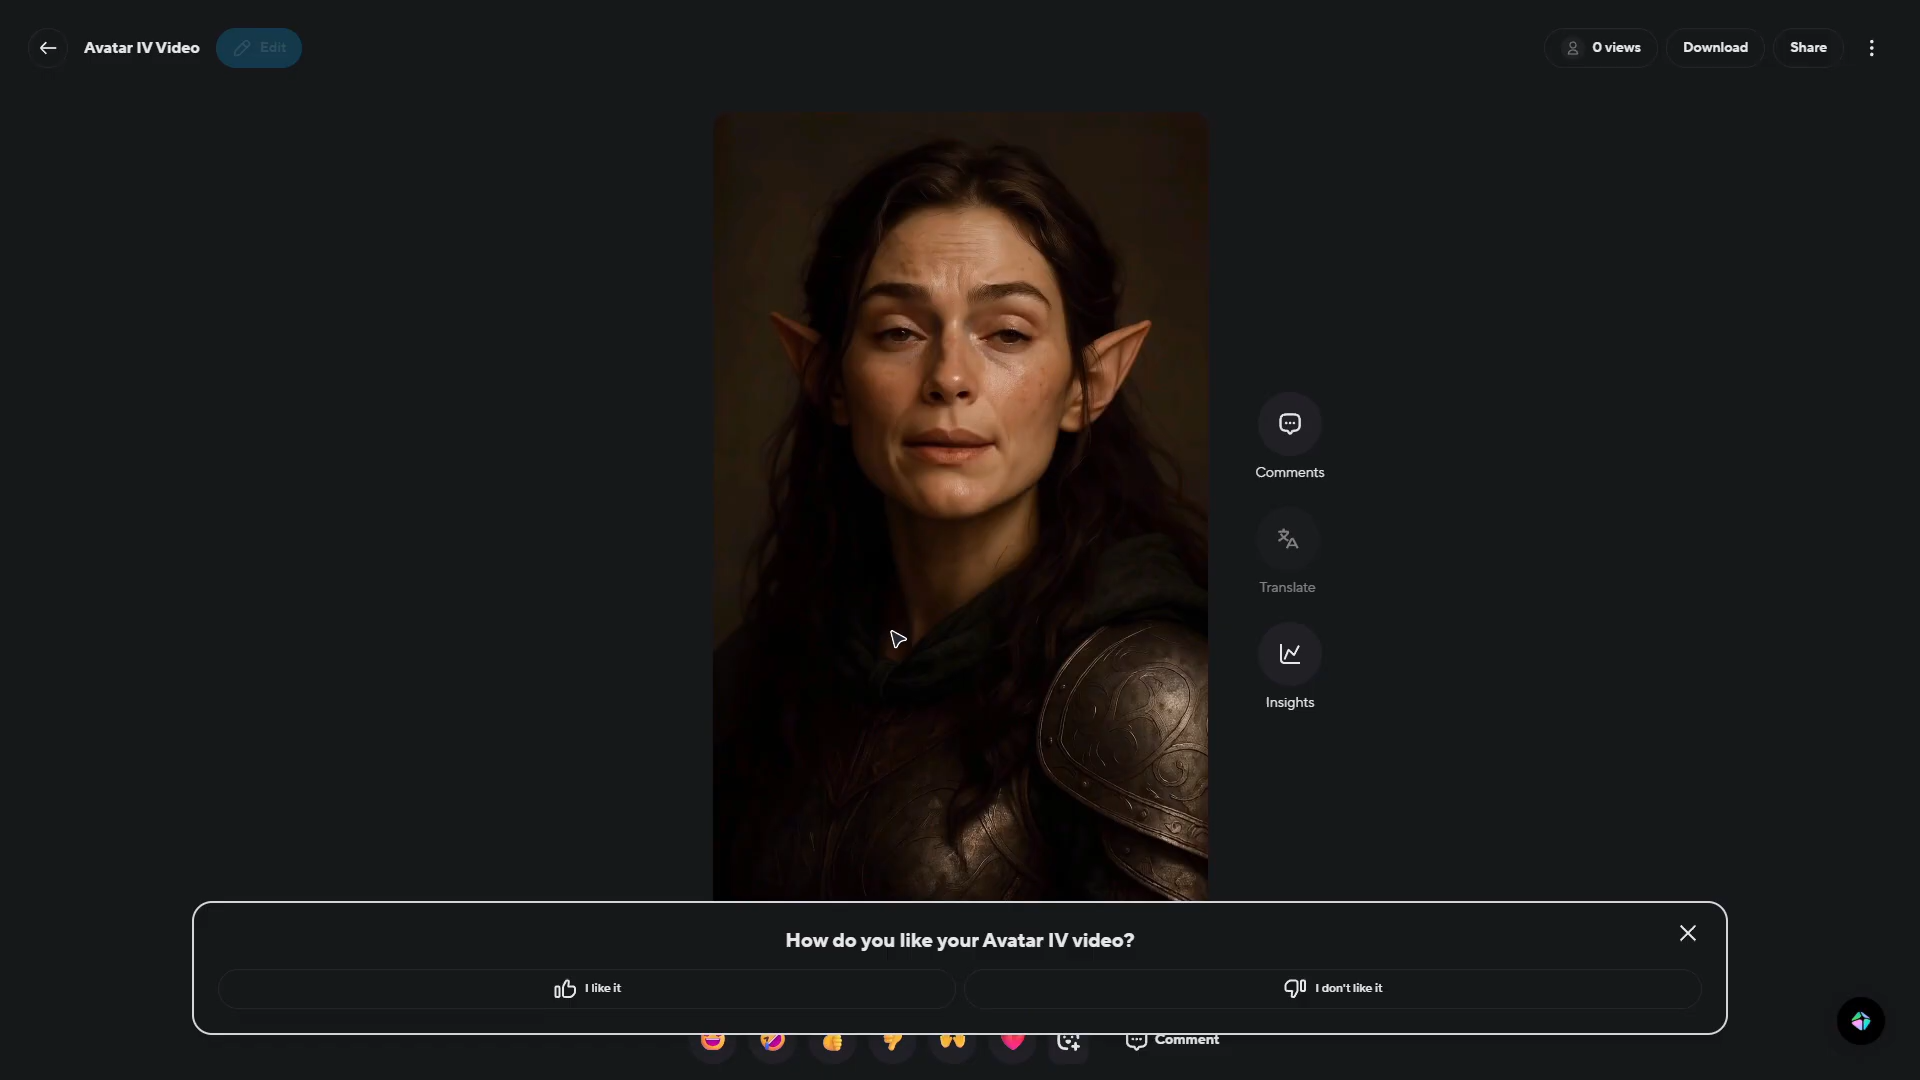 Avatar IV Video
Edit
0 views
Download
Share
Comments
Translate
Insights
How do you like your Avatar IV video?
I like it
I don't like it
Comment